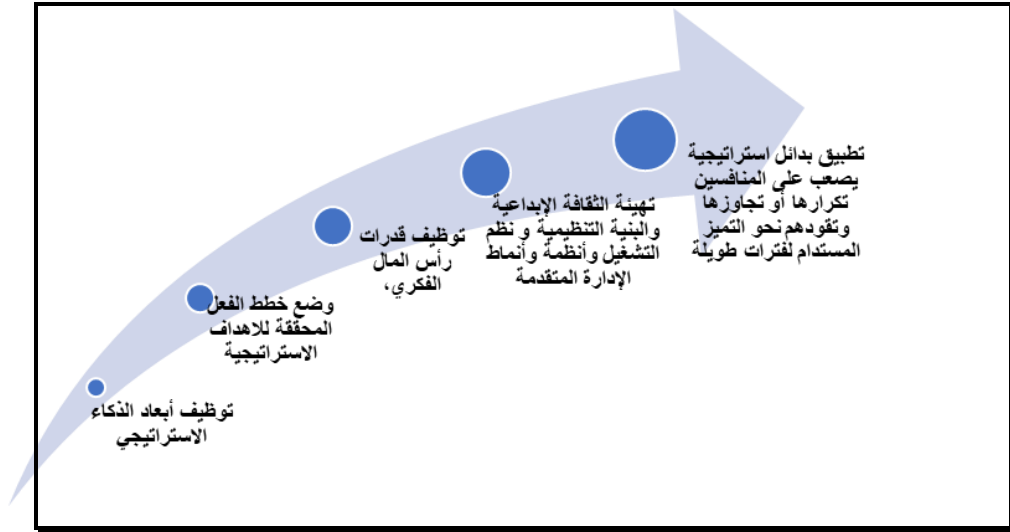 توظيف أبعاد الذكاء
الاستراتيجي
وضع خطط الفعل
المحققة للاهداف
الاستراتيجية
توظيف قدرات
رأس المال
الفكري،
تهيئة الثقافة الإبداعية
والبنية التنظيمية و نظم
التشغيل وأنظمة وأنماط
الإدارة المتقدمة
تطبيق بدائل استراتيجية
يصعب على المنافسين
تكرارها أو تجاوزها
وتقودهم نحو التميز
المستدام لفترات طويلة